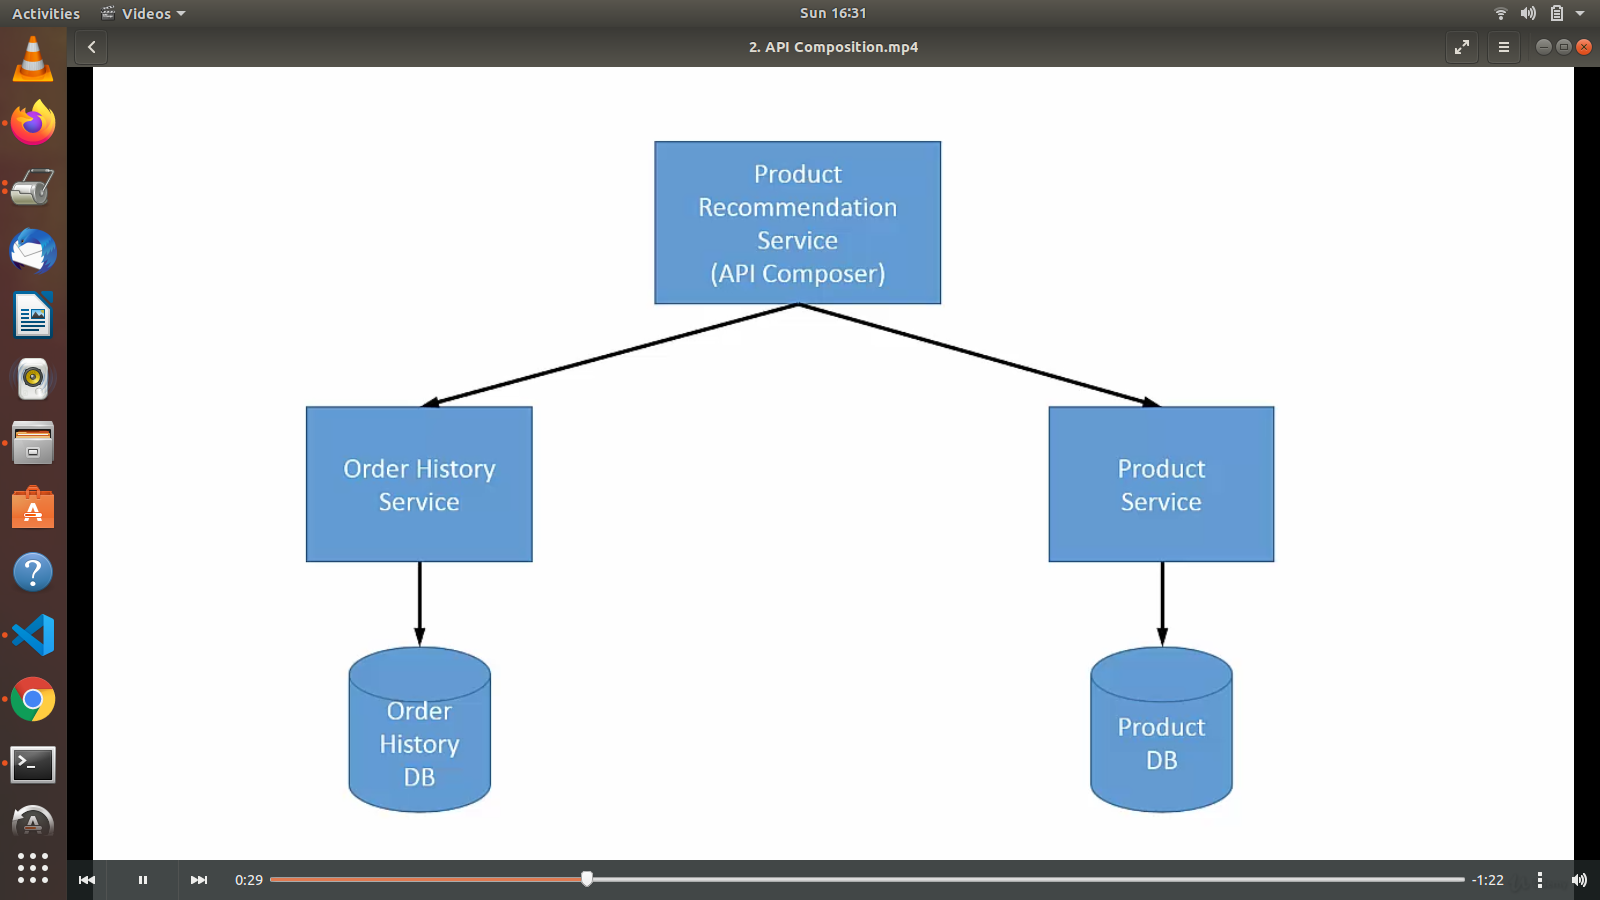 Activities
Videos
Sun 16:31
2. API Composition.mp4
Product
Recommendation
Service
(API Composer)
Order History
Service
Product
Service
Order
History
DB
Product
DB
0:29
-1:22